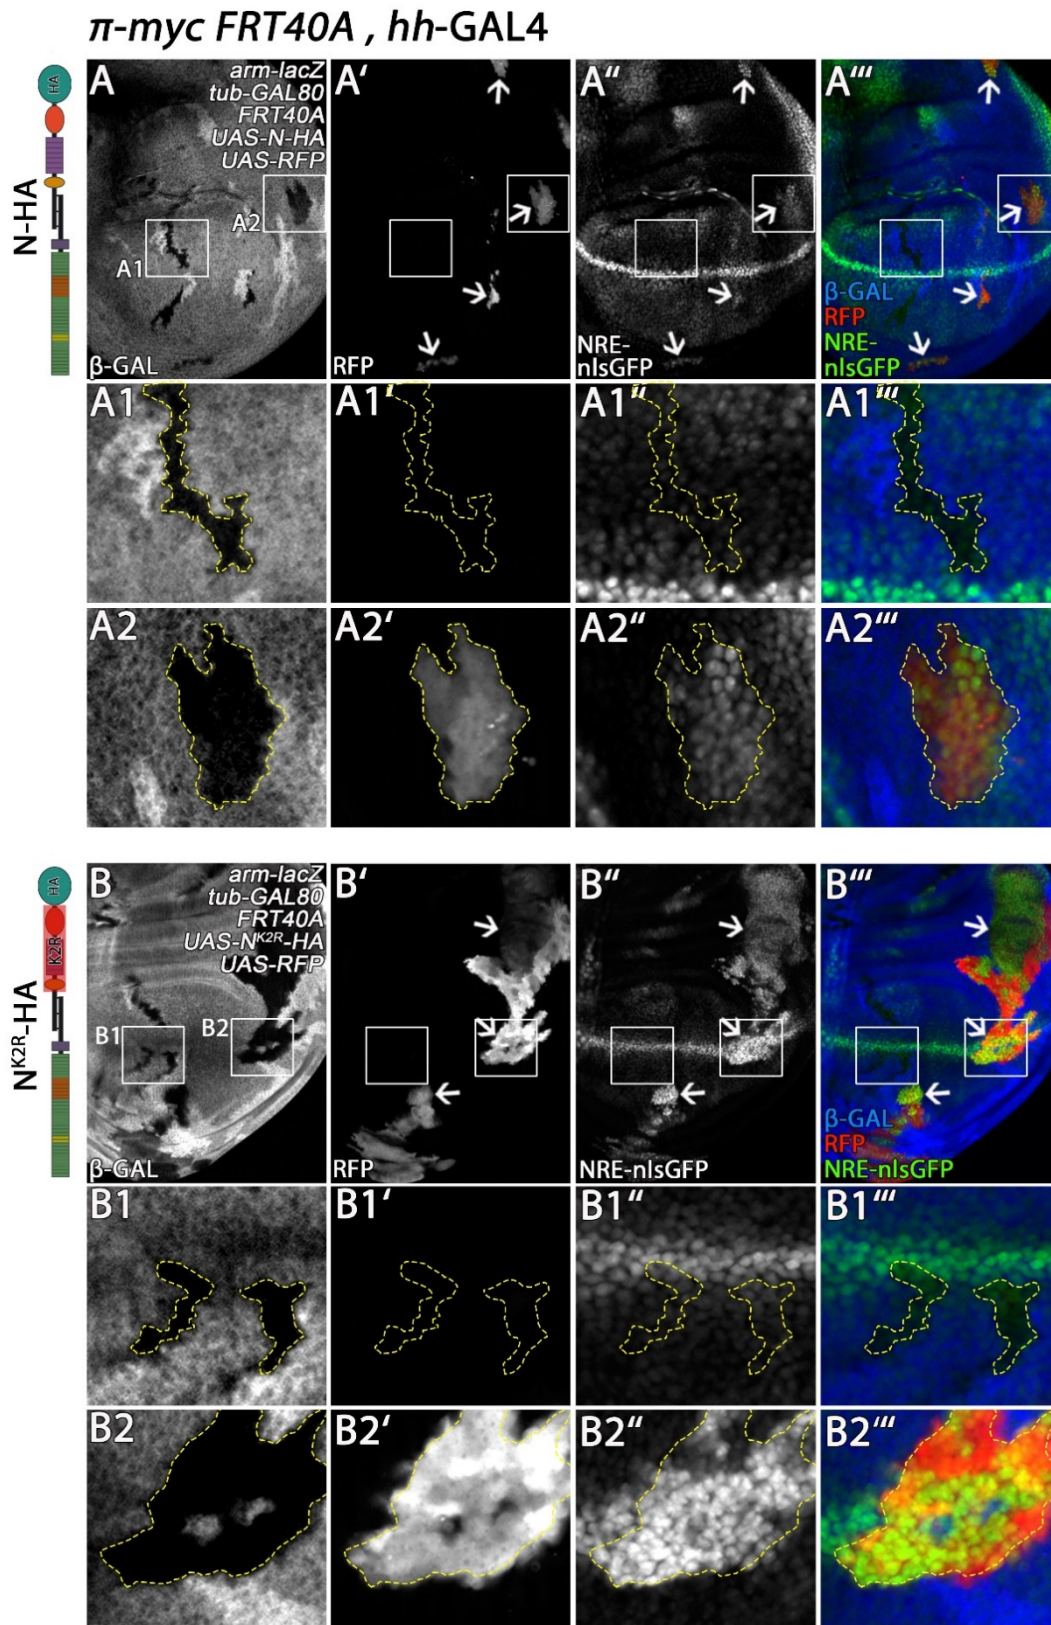 π-myc FRT40A , hh-GAL4
N-HA
HA
A
arm-lacZ
tub-GAL80
FRT40A
UAS-N-HA
UAS-RFP
A1
A2
β-GAL
A‘
RFP
A‘‘
NRE-
nlsGFP
A‘‘‘
β-GAL
RFP
NRE-
nlsGFP
A1
A1‘
A1‘‘
A1‘‘‘
A2
A2‘
A2‘‘
A2‘‘‘
N^K2R-HA
HA
K2R
B
arm-lacZ
tub-GAL80
FRT40A
UAS-N^K2R-HA
UAS-RFP
B1
B2
β-GAL
B‘
RFP
B‘‘
NRE-nlsGFP
B‘‘‘
β-GAL
RFP
NRE-nlsGFP
B1
B1‘
B1‘‘
B1‘‘‘
B2
B2‘
B2‘‘
B2‘‘‘